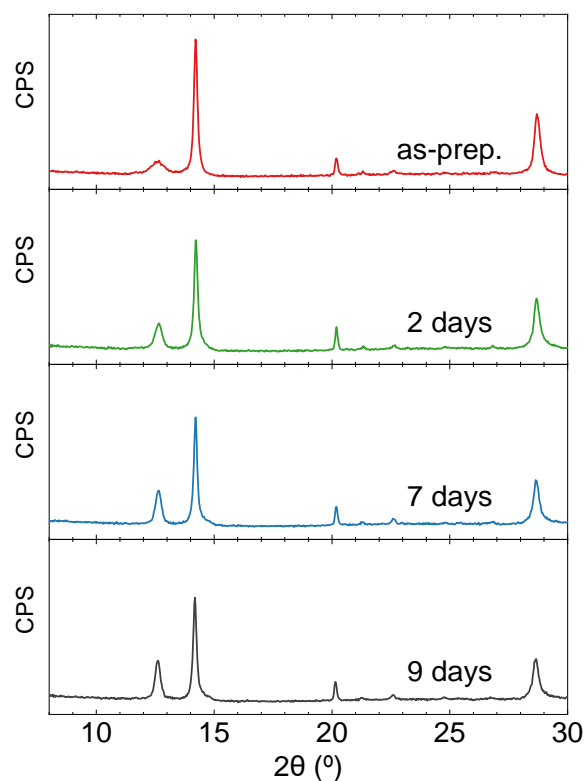 CPS
as-prep.
CPS
2 days
CPS
7 days
CPS
9 days
10 15 20 25 30
2θ (º)